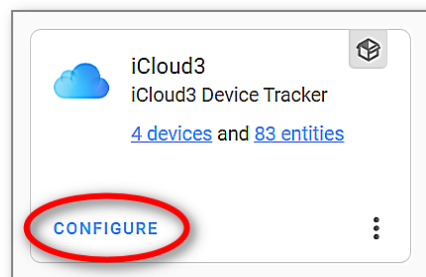 iCloud3
iCloud3 Device Tracker
4 devices and 83 entities
CONFIGURE